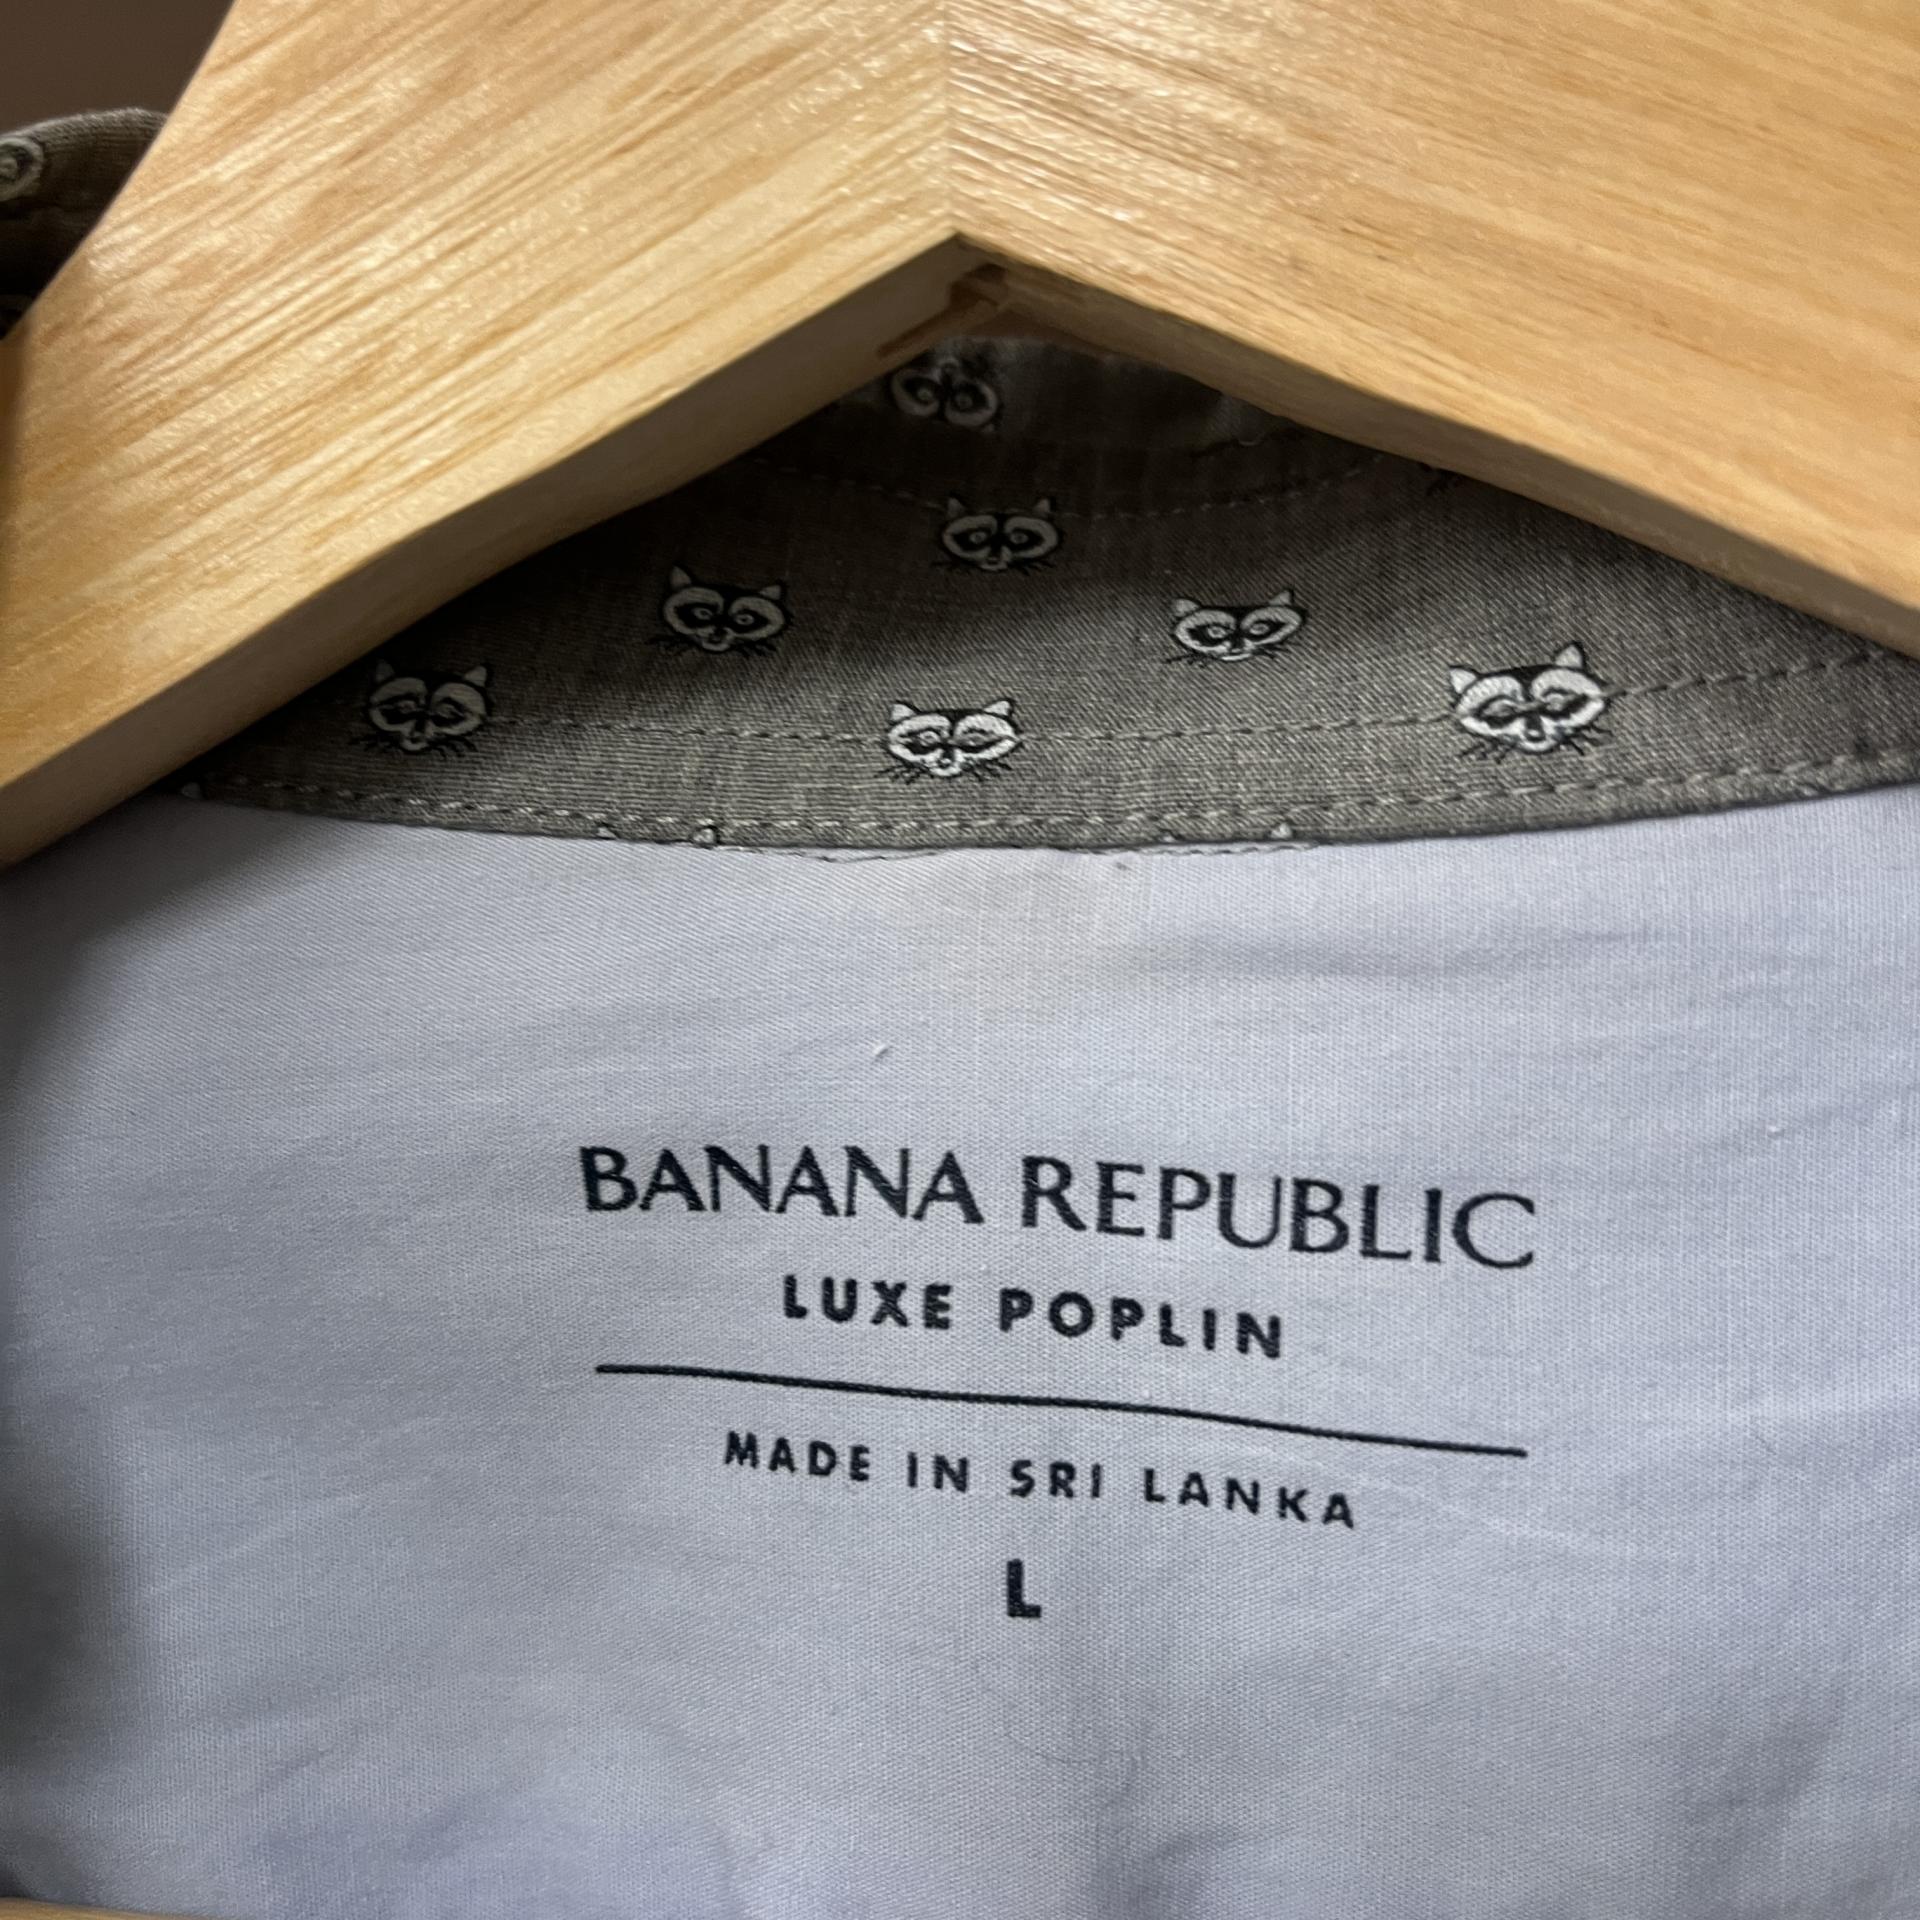 BANANA REPUBLIC
LUXE POPLIN
MADE IN SRI LANKA
L